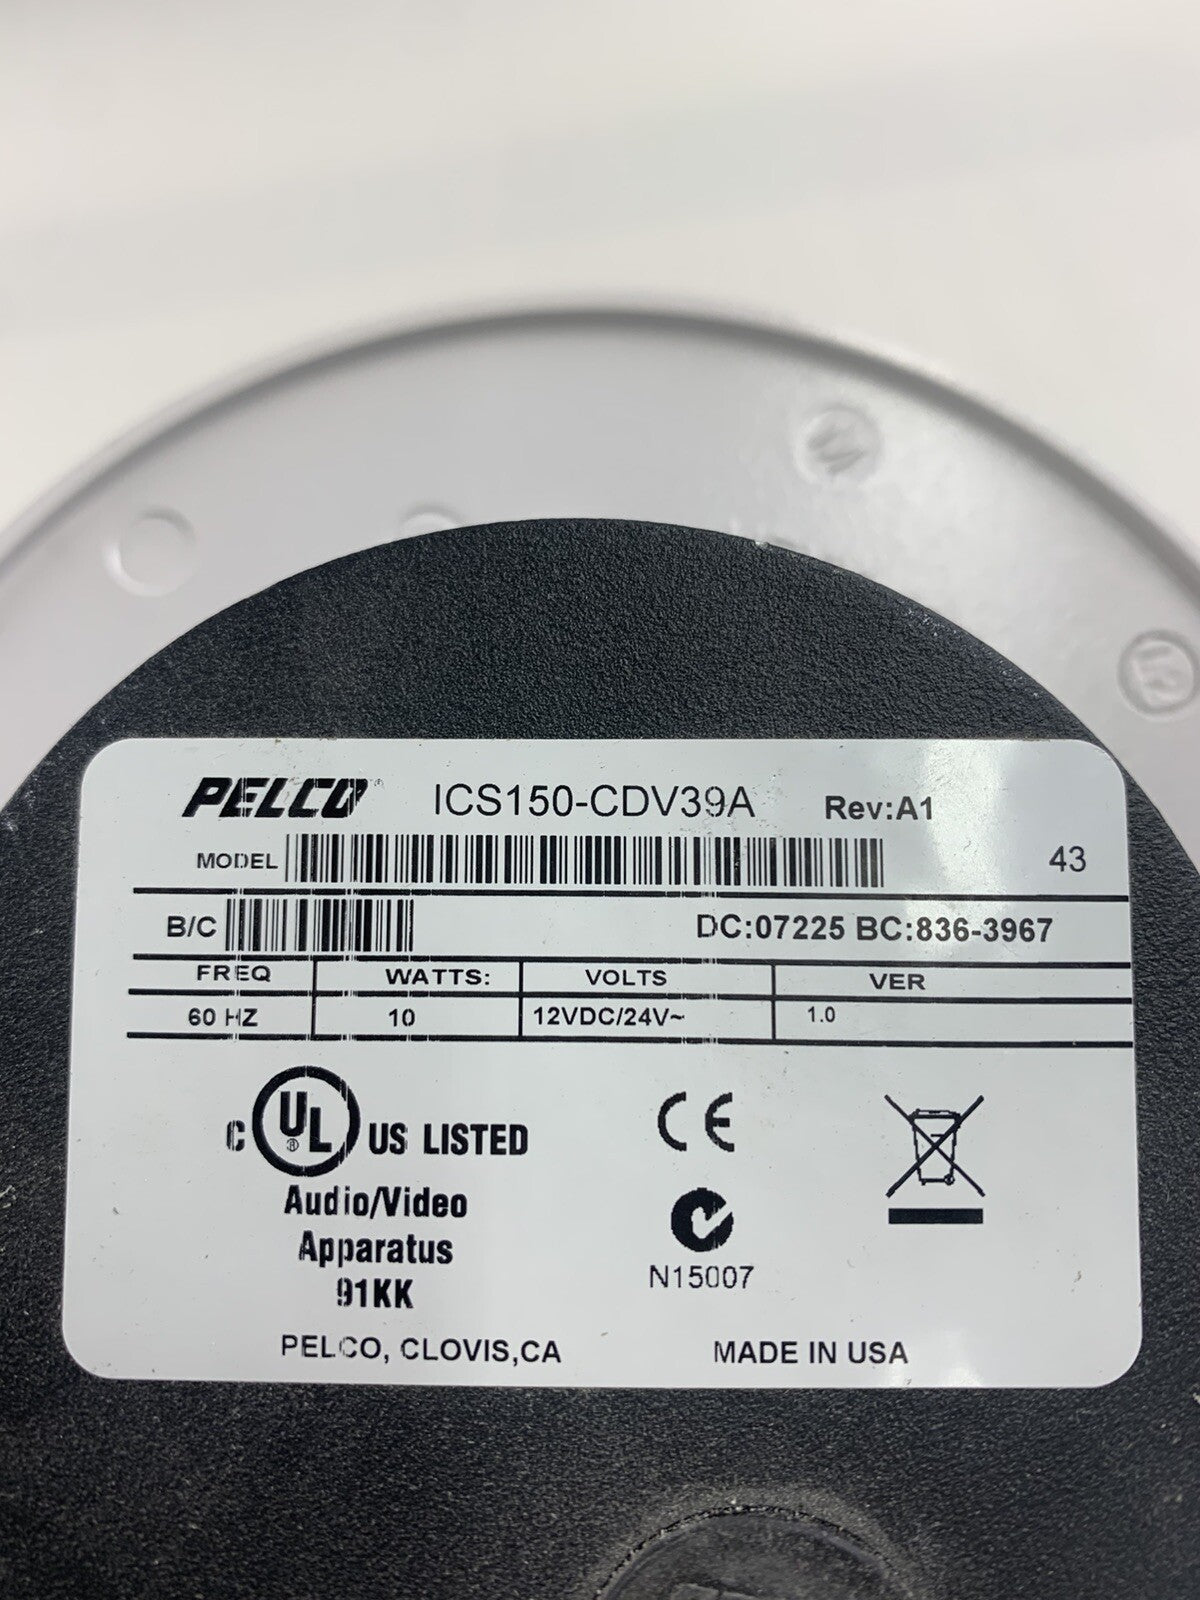 PELCO ICS150-CDV39A Rev:A1
MODEL 43
B/C DC:07225 BC:836-3967
FREQ WATTS: VOLTS VER
60 HZ 10 12VDC/24V~ 1.0
C UL ® US LISTED
CE
Audio/Video
Apparatus
91KK
N15007
PELCO, CLOVIS,CA MADE IN USA